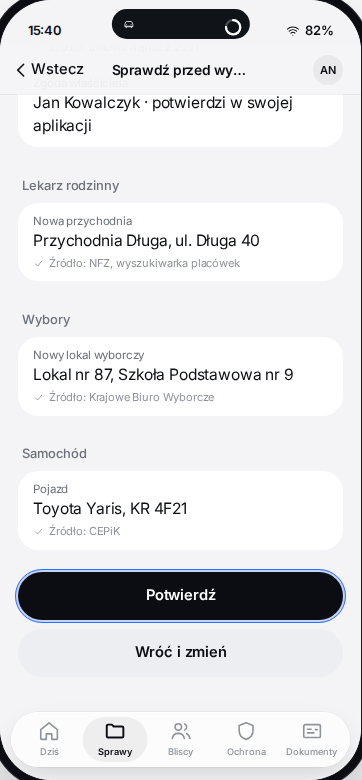 15:40
82%
Wstecz
Sprawdź przed wy...
AN
Jan Kowalczyk · potwierdzi w swojej
aplikacji
Lekarz rodzinny
Nowa przychodnia
Przychodnia Długa, ul. Długa 40
Źródło: NFZ, wyszukiwarka placówek
Wybory
Nowy lokal wyborczy
Lokal nr 87, Szkoła Podstawowa nr 9
Źródło: Krajowe Biuro Wyborcze
Samochód
Pojazd
Toyota Yaris, KR 4F21
Źródło: CEPiK
Potwierdź
Wróć i zmień
Dziś
Sprawy
Bliscy
Ochrona
Dokumenty